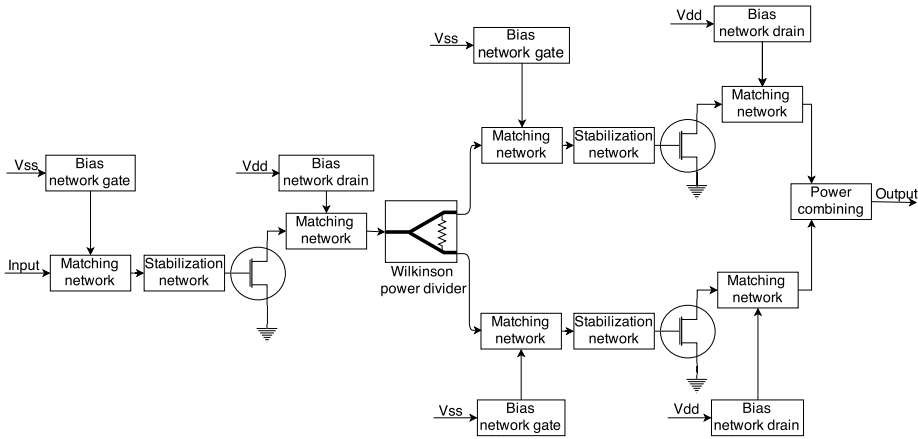 Vdd
Bias
network drain
Vss
Bias
network gate
Matching
network
Matching
network
Stabilization
network
Vss
Bias
network gate
Vdd
Bias
network drain
Power
combining
Output
Matching
network
Input
Matching
network
Stabilization
network
Wilkinson
power divider
Matching
network
Matching
network
Stabilization
network
Vss
Bias
network gate
Vdd
Bias
network drain